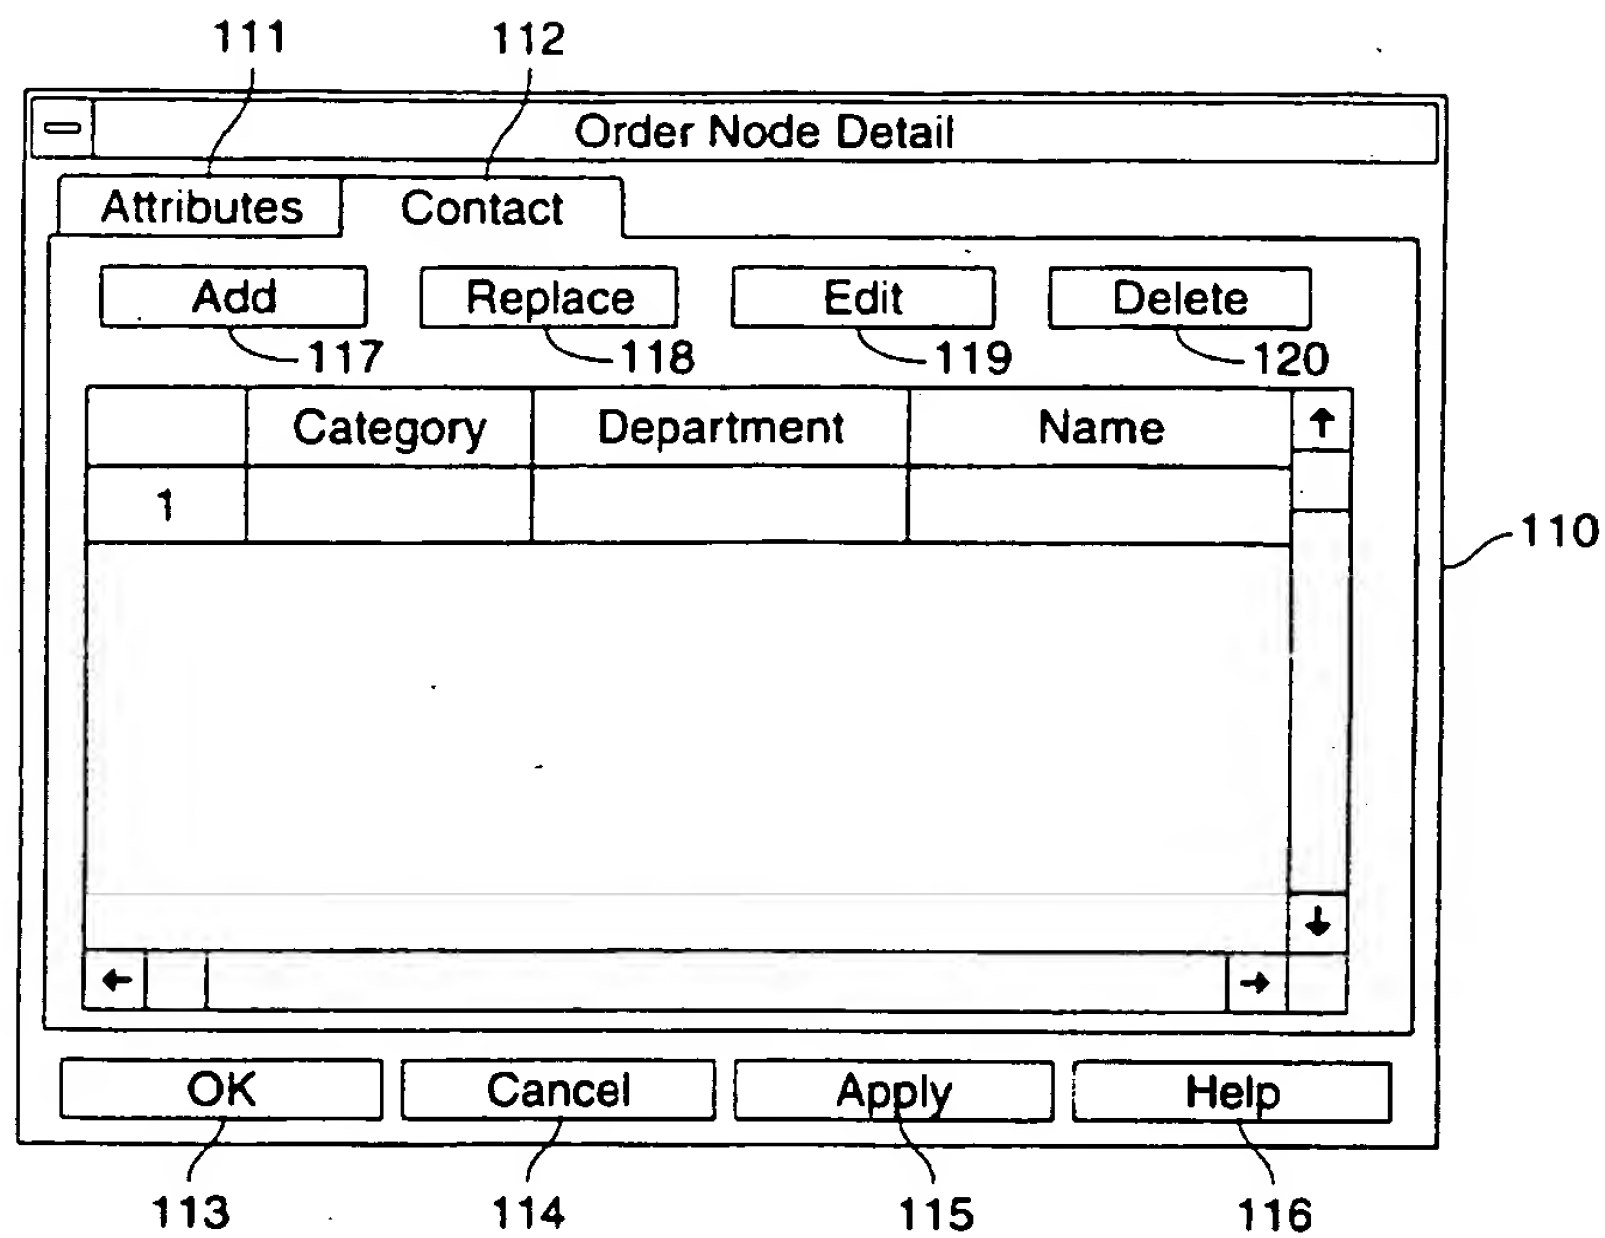 111 112
Order Node Detail
Attributes Contact
Add Replace Edit Delete
117 118 119 120
Category Department Name
1
110
OK Cancel Apply Help
113 114 115 116